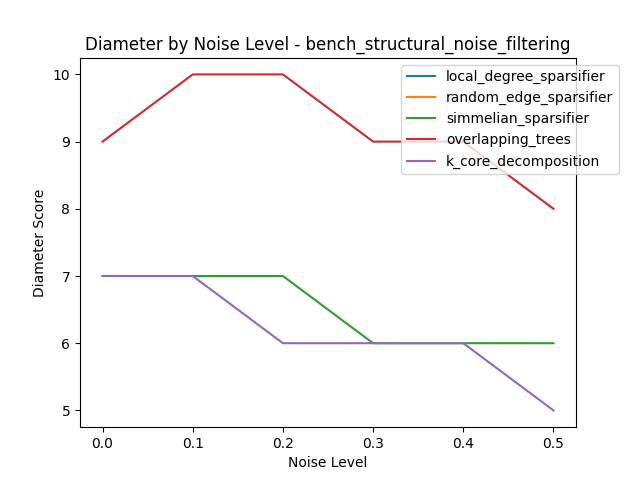 Diameter by Noise Level - bench_structural_noise_filtering
local_degree_sparsifier
random_edge_sparsifier
simmelian_sparsifier
overlapping_trees
k_core_decomposition
Diameter Score
10
9
8
7
6
5
0.0 0.1 0.2 0.3 0.4 0.5
Noise Level